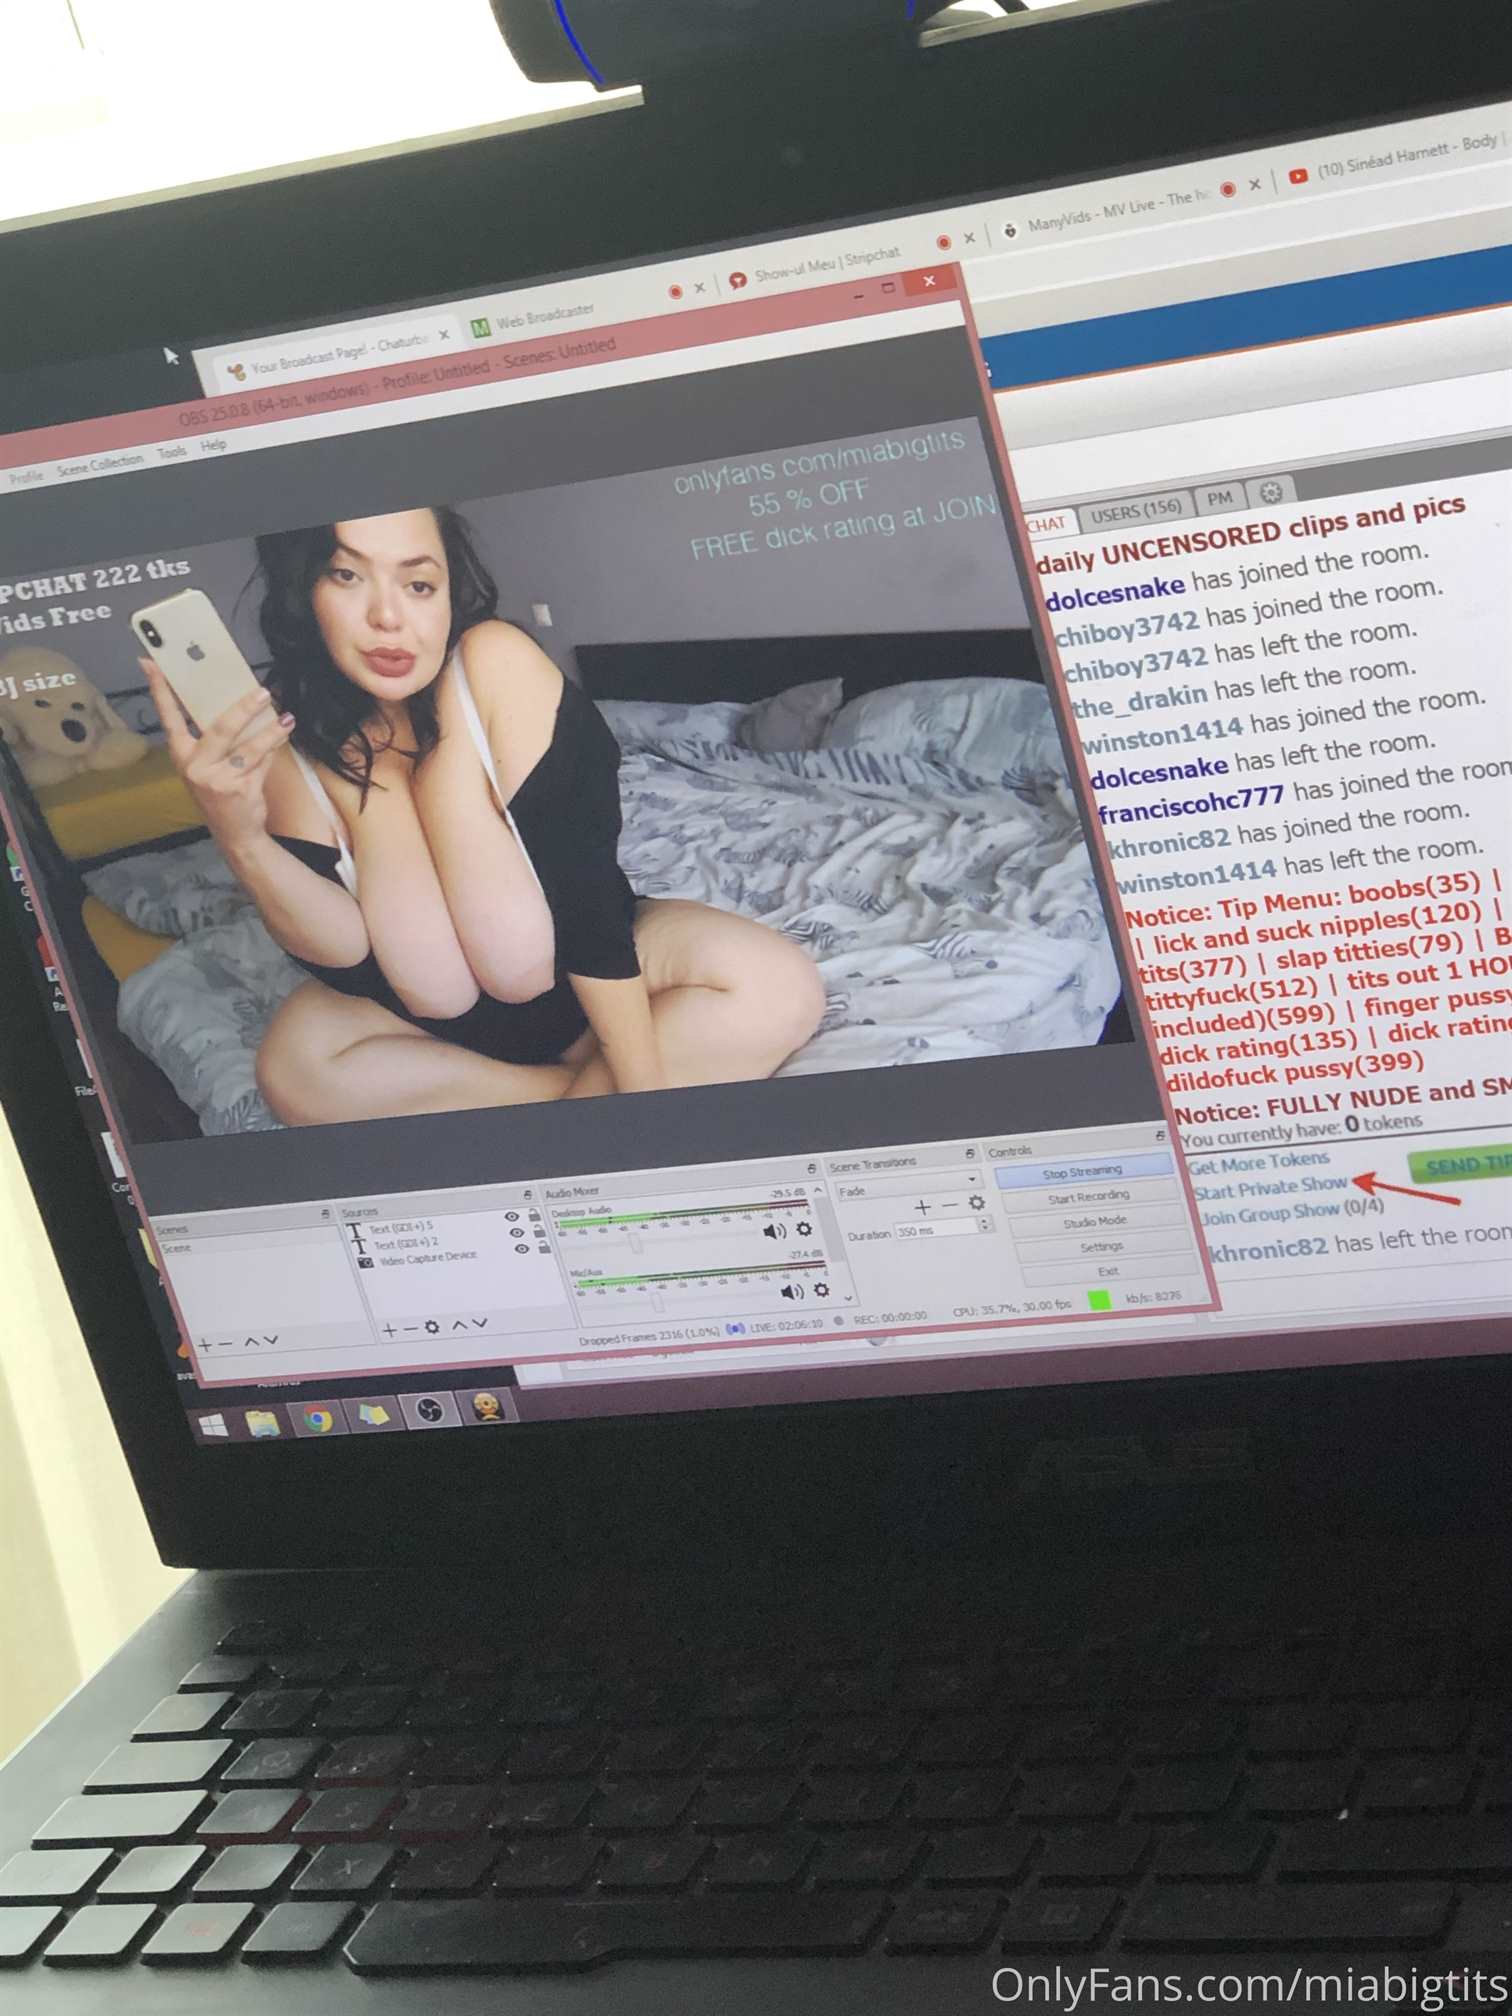 Your Broadcast Page! - Chaturba
Web Broadcaster
Show-ul Meu | Stripchat
ManyVids - MV Live - The
(10) Sinéad Harnett - Body |
OBS 25.0.8 (64-bit, windows) - Profile: Untitled - Scenes: Untitled
Profile Scene Collection Tools Help
onlyfans com/miabigtits
55 % OFF
FREE dick rating at JOIN
PCHAT 222 tks
ids Free
BJ size
CHAT USERS (156) PM
daily UNCENSORED clips and pics
dolcesnake has joined the room.
chiboy3742 has joined the room.
chiboy3742 has left the room.
the_drakin has left the room.
winston1414 has joined the room.
dolcesnake has left the room.
franciscohc777 has joined the room
khronic82 has joined the room.
winston1414 has left the room.
Notice: Tip Menu: boobs(35) |
| lick and suck nipples(120) |
tits(377) | slap titties(79) | B
tittyfuck(512) | tits out 1 HO
included)(599) | finger pussy
dick rating(135) | dick rating
dildofuck pussy(399)
Notice: FULLY NUDE and SM
You currently have: 0 tokens
Get More Tokens
SEND TIP
Start Private Show
Join Group Show (0/4)
khronic82 has left the room
Scenes
Scene
Sources
Text (GDI+) 5
Text (GDI+) 2
Video Capture Device
Audio Mixer
Desktop Audio -29.5 dB
Mic/Aux -27.4 dB
Scene Transitions
Fade
Duration 350 ms
Controls
Stop Streaming
Start Recording
Studio Mode
Settings
Exit
Dropped Frames 2316 (1.0%) LIVE: 02:06:10 REC: 00:00:00 CPU: 35.7%, 30.00 fps kb/s: 8276
OnlyFans.com/miabigtits